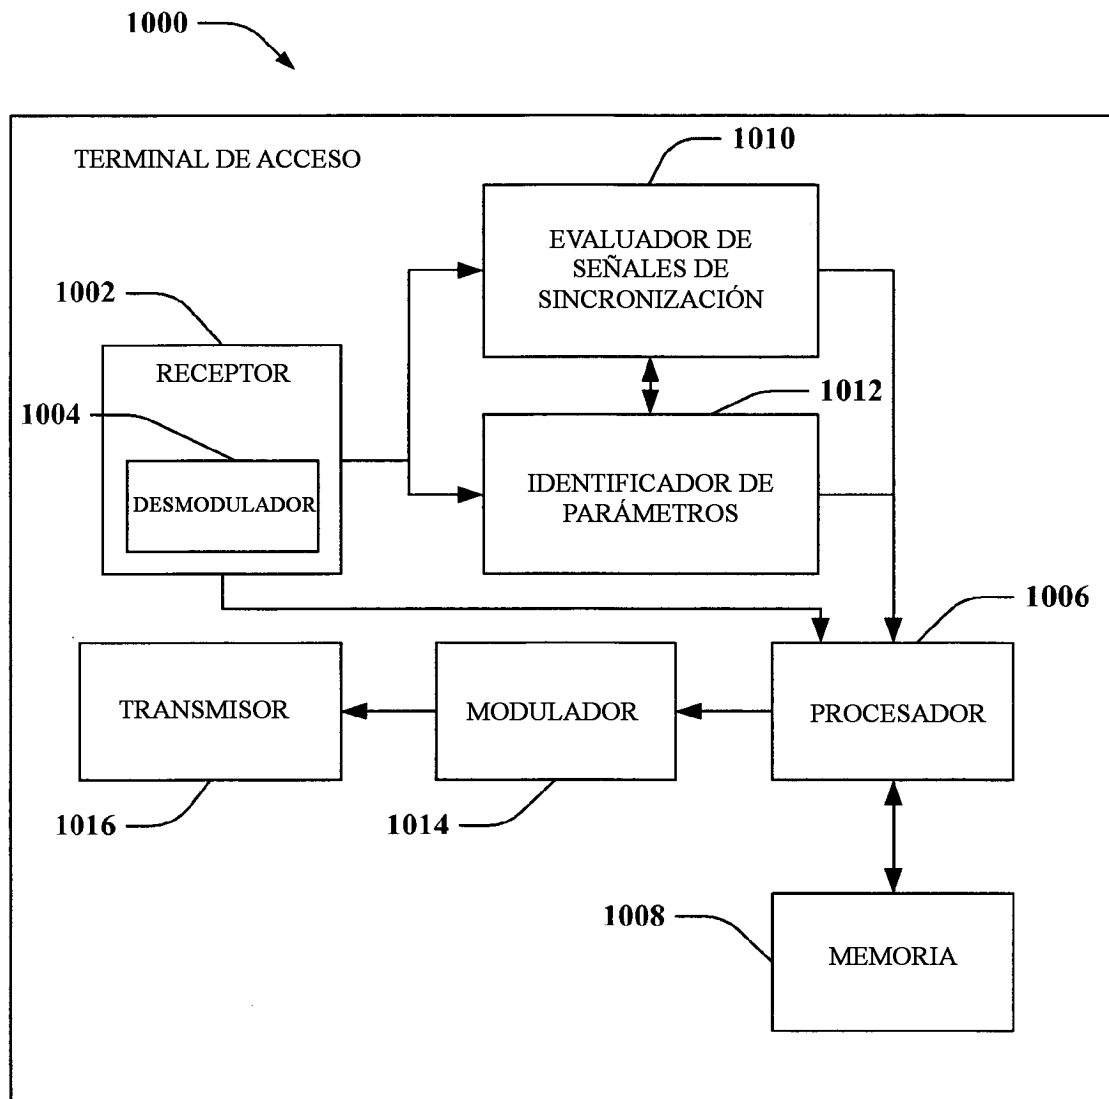 1000
TERMINAL DE ACCESO
1010
EVALUADOR DE
SEÑALES DE
SINCRONIZACIÓN
1002
RECEPTOR
1004
DESMODULADOR
1012
IDENTIFICADOR DE
PARÁMETROS
1006
TRANSMISOR
MODULADOR
PROCESADOR
1016
1014
1008
MEMORIA